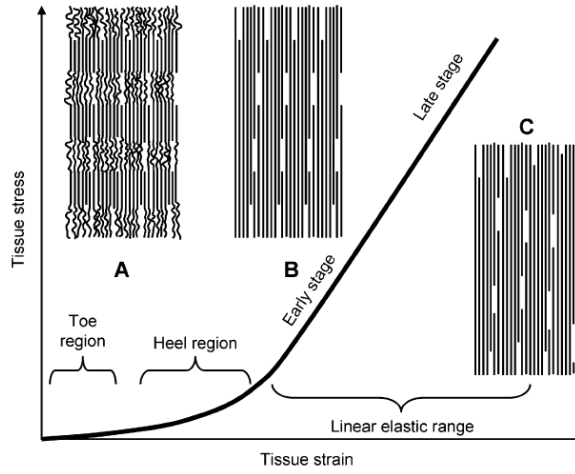 Tissue stress
A
B
C
Toe
region
Heel region
Early stage
Late stage
Linear elastic range
Tissue strain